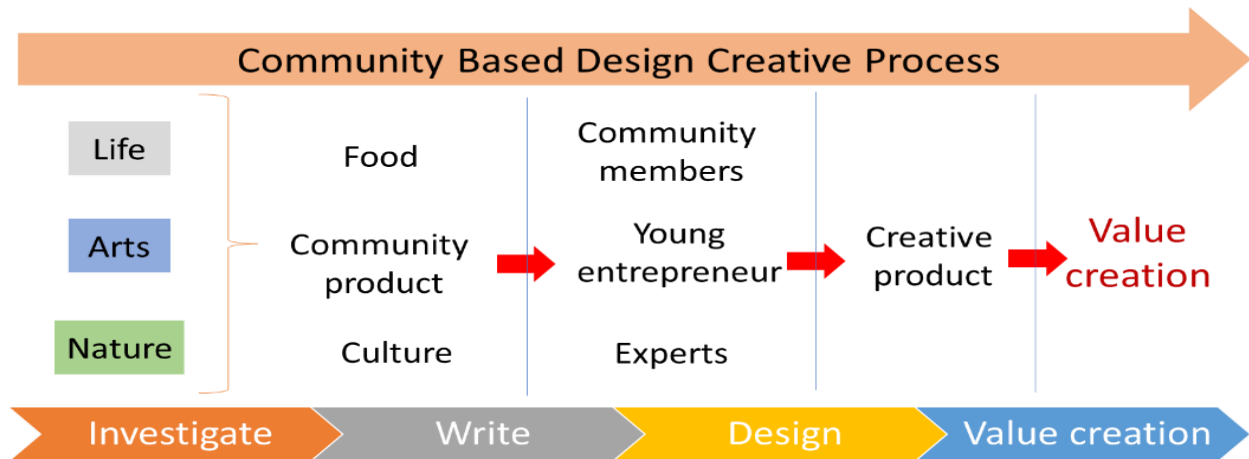 Community Based Design Creative Process
Life
Arts
Nature
Food
Community
product
Culture
Community
members
Young
entrepreneur
Experts
Creative
product
Value
creation
Investigate
Write
Design
Value creation